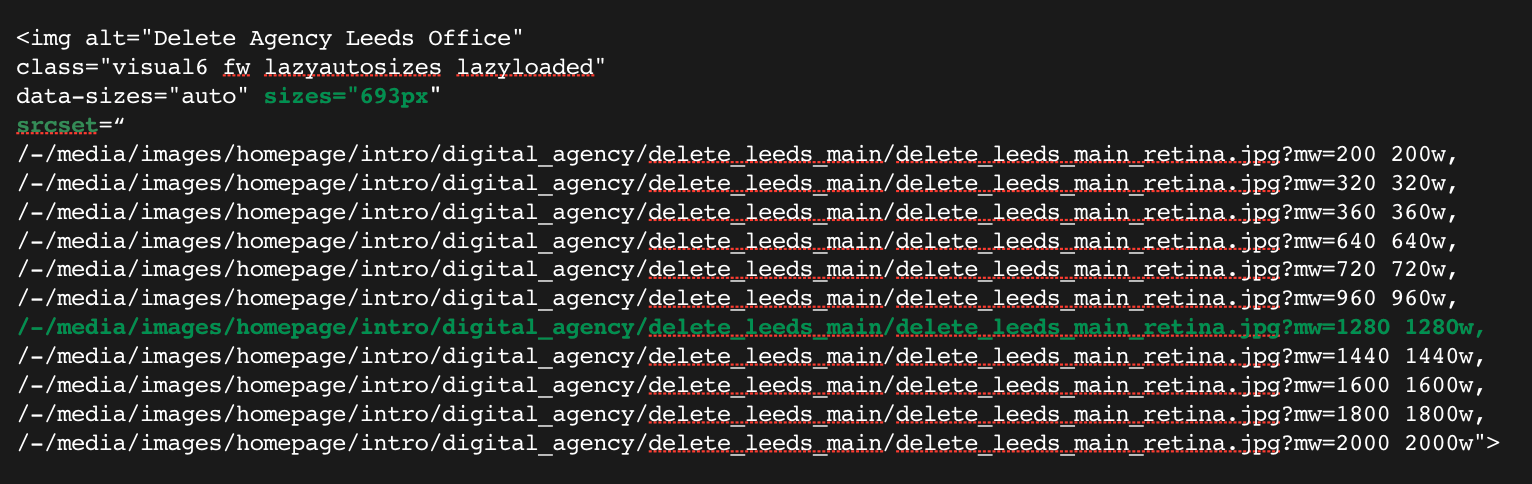 <img alt="Delete Agency Leeds Office"
class="visual6 fw lazyautosizes lazyloaded"
data-sizes="auto" sizes="693px"
srcset=“
/-/media/images/homepage/intro/digital_agency/delete_leeds_main/delete_leeds_main_retina.jpg?mw=200 200w,
/-/media/images/homepage/intro/digital_agency/delete_leeds_main/delete_leeds_main_retina.jpg?mw=320 320w,
/-/media/images/homepage/intro/digital_agency/delete_leeds_main/delete_leeds_main_retina.jpg?mw=360 360w,
/-/media/images/homepage/intro/digital_agency/delete_leeds_main/delete_leeds_main_retina.jpg?mw=640 640w,
/-/media/images/homepage/intro/digital_agency/delete_leeds_main/delete_leeds_main_retina.jpg?mw=720 720w,
/-/media/images/homepage/intro/digital_agency/delete_leeds_main/delete_leeds_main_retina.jpg?mw=960 960w,
/-/media/images/homepage/intro/digital_agency/delete_leeds_main/delete_leeds_main_retina.jpg?mw=1280 1280w,
/-/media/images/homepage/intro/digital_agency/delete_leeds_main/delete_leeds_main_retina.jpg?mw=1440 1440w,
/-/media/images/homepage/intro/digital_agency/delete_leeds_main/delete_leeds_main_retina.jpg?mw=1600 1600w,
/-/media/images/homepage/intro/digital_agency/delete_leeds_main/delete_leeds_main_retina.jpg?mw=1800 1800w,
/-/media/images/homepage/intro/digital_agency/delete_leeds_main/delete_leeds_main_retina.jpg?mw=2000 2000w">